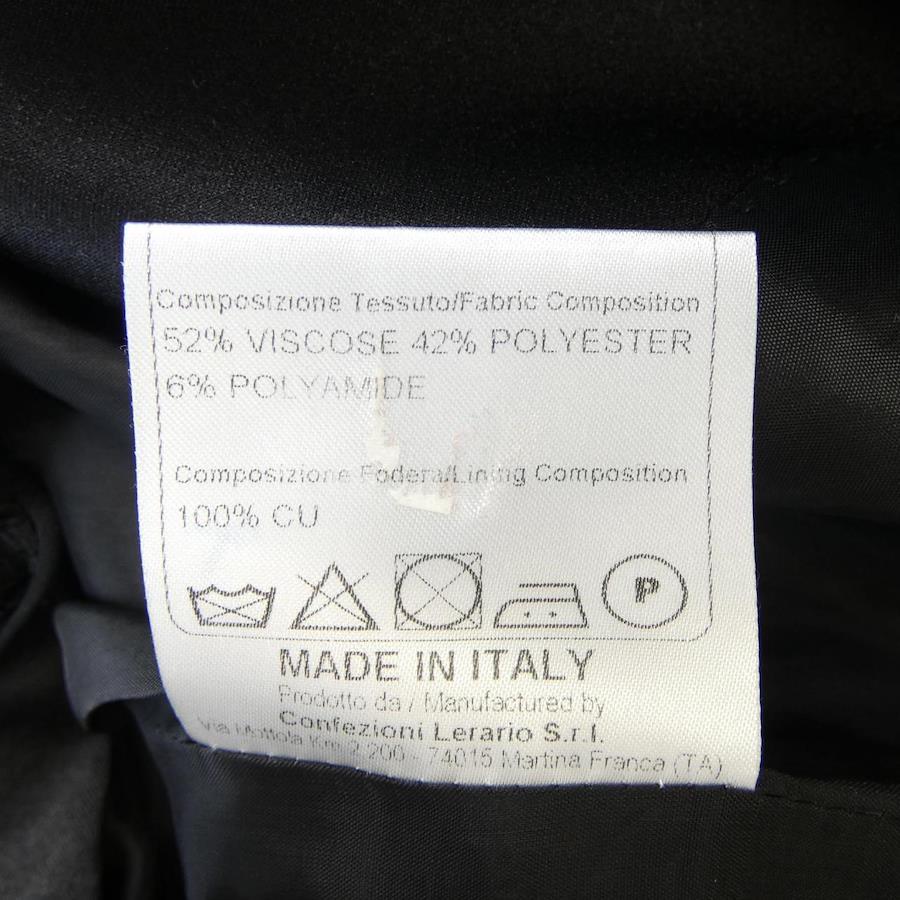 Composizione Tessuto/Fabric Composition
52% VISCOSE 42% POLYESTER
6% POLYAMIDE
Composizione Fodera/Lining Composition
100% CU
P
MADE IN ITALY
Prodotto da / Manufactured by
Confezioni Lerario S.r.l.
Via Mottola Km 2,200 - 74015 Martina Franca (TA)